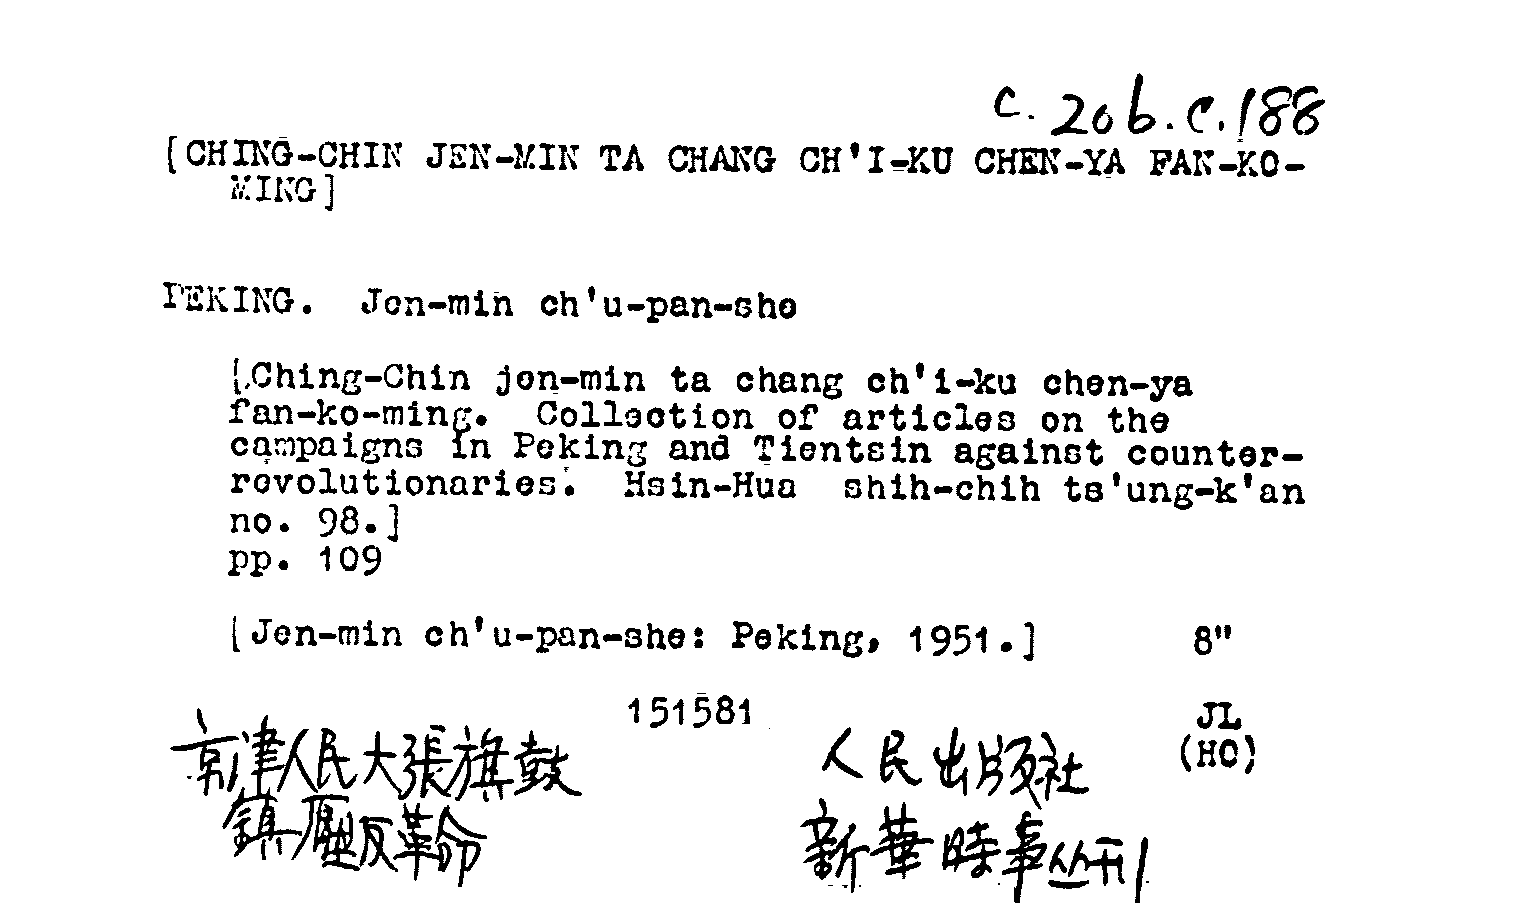 c. 206.c.188
[CHING-CHIN JEN-MIN TA CHANG CH'I-KU CHEN-YA FAN-KO-
MING]
PEKING. Jen-min ch'u-pan-she
[Ching-Chin jen-min ta chang ch'i-ku chen-ya
fan-ko-ming. Collection of articles on the
campaigns in Peking and Tientsin against counter-
revolutionaries. Hsin-Hua shih-chih ts'ung-k'an
no. 98.]
pp. 109
[Jen-min ch'u-pan-she: Peking, 1951.] 8"
151581
JL
(HO)
京津人民大張旗鼓
鎮壓反革命
人民出版社
新華時事丛刊